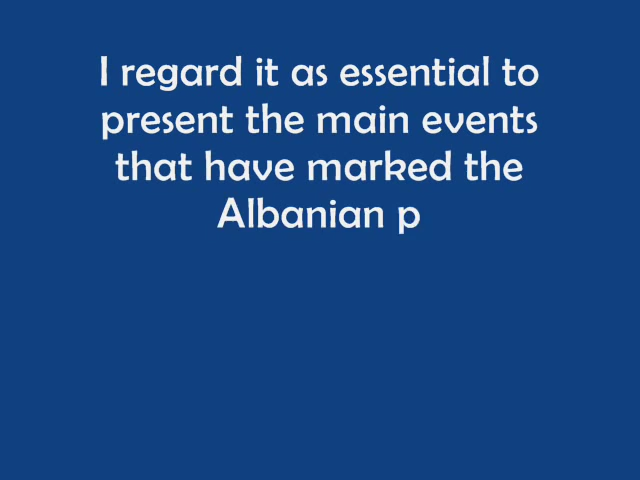 I regard it as essential to
present the main events
that have marked the
Albanian p